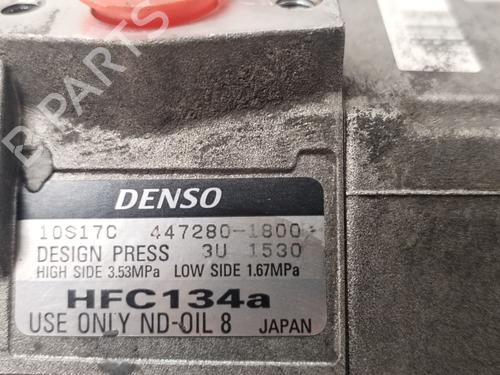 DENSO
10S17C 447280-1800
DESIGN PRESS 3U 1530
HIGH SIDE 3.53MPa LOW SIDE 1.67MPa
HFC134a
USE ONLY ND-OIL 8 JAPAN
B-Parts